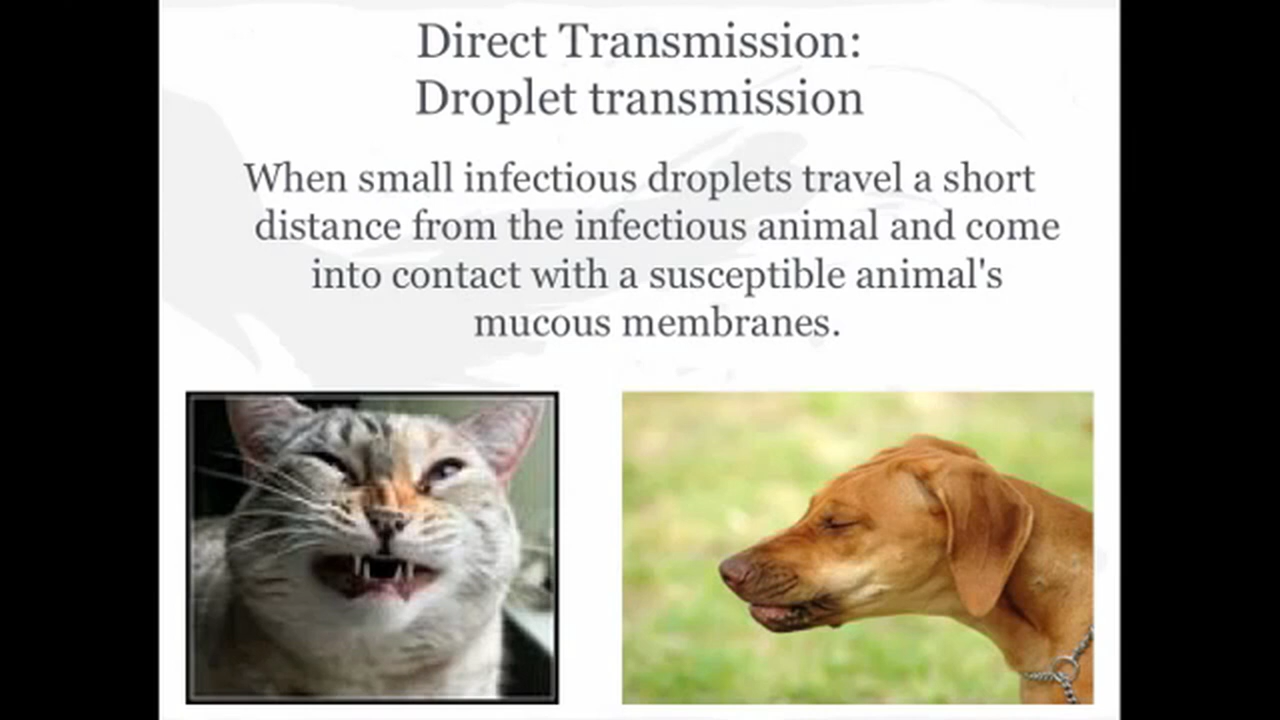 Direct Transmission:
Droplet transmission
When small infectious droplets travel a short
distance from the infectious animal and come
into contact with a susceptible animal's
mucous membranes.